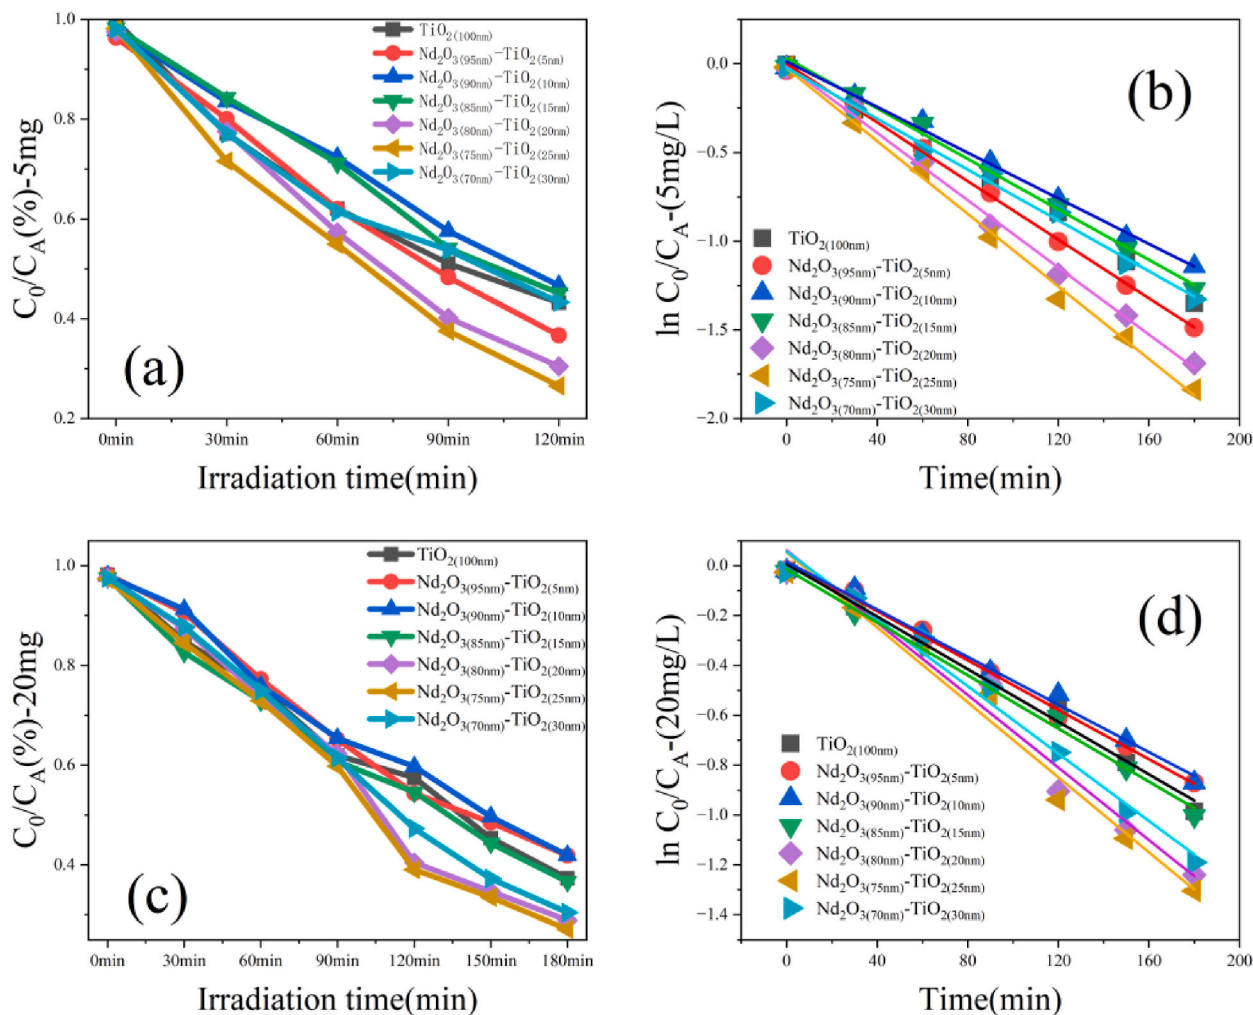 C₀/Cₐ(%)-5mg
1.0
0.8
0.6
0.4
0.2
TiO₂₍₁₀₀ₙₘ₎
Nd₂O₃₍₉₅ₙₘ₎-TiO₂₍₅ₙₘ₎
Nd₂O₃₍₉₀ₙₘ₎-TiO₂₍₁₀ₙₘ₎
Nd₂O₃₍₈₅ₙₘ₎-TiO₂₍₁₅ₙₘ₎
Nd₂O₃₍₈₀ₙₘ₎-TiO₂₍₂₀ₙₘ₎
Nd₂O₃₍₇₅ₙₘ₎-TiO₂₍₂₅ₙₘ₎
Nd₂O₃₍₇₀ₙₘ₎-TiO₂₍₃₀ₙₘ₎
(a)
0min 30min 60min 90min 120min
Irradiation time(min)
ln C₀/Cₐ-(5mg/L)
0.0
−0.5
−1.0
−1.5
−2.0
(b)
TiO₂₍₁₀₀ₙₘ₎
Nd₂O₃₍₉₅ₙₘ₎-TiO₂₍₅ₙₘ₎
Nd₂O₃₍₉₀ₙₘ₎-TiO₂₍₁₀ₙₘ₎
Nd₂O₃₍₈₅ₙₘ₎-TiO₂₍₁₅ₙₘ₎
Nd₂O₃₍₈₀ₙₘ₎-TiO₂₍₂₀ₙₘ₎
Nd₂O₃₍₇₅ₙₘ₎-TiO₂₍₂₅ₙₘ₎
Nd₂O₃₍₇₀ₙₘ₎-TiO₂₍₃₀ₙₘ₎
0 40 80 120 160 200
Time(min)
C₀/Cₐ(%)-20mg
1.0
0.8
0.6
0.4
TiO₂₍₁₀₀ₙₘ₎
Nd₂O₃₍₉₅ₙₘ₎-TiO₂₍₅ₙₘ₎
Nd₂O₃₍₉₀ₙₘ₎-TiO₂₍₁₀ₙₘ₎
Nd₂O₃₍₈₅ₙₘ₎-TiO₂₍₁₅ₙₘ₎
Nd₂O₃₍₈₀ₙₘ₎-TiO₂₍₂₀ₙₘ₎
Nd₂O₃₍₇₅ₙₘ₎-TiO₂₍₂₅ₙₘ₎
Nd₂O₃₍₇₀ₙₘ₎-TiO₂₍₃₀ₙₘ₎
(c)
0min 30min 60min 90min 120min 150min 180min
Irradiation time(min)
ln C₀/Cₐ-(20mg/L)
0.0
−0.2
−0.4
−0.6
−0.8
−1.0
−1.2
−1.4
(d)
TiO₂₍₁₀₀ₙₘ₎
Nd₂O₃₍₉₅ₙₘ₎-TiO₂₍₅ₙₘ₎
Nd₂O₃₍₉₀ₙₘ₎-TiO₂₍₁₀ₙₘ₎
Nd₂O₃₍₈₅ₙₘ₎-TiO₂₍₁₅ₙₘ₎
Nd₂O₃₍₈₀ₙₘ₎-TiO₂₍₂₀ₙₘ₎
Nd₂O₃₍₇₅ₙₘ₎-TiO₂₍₂₅ₙₘ₎
Nd₂O₃₍₇₀ₙₘ₎-TiO₂₍₃₀ₙₘ₎
0 40 80 120 160 200
Time(min)